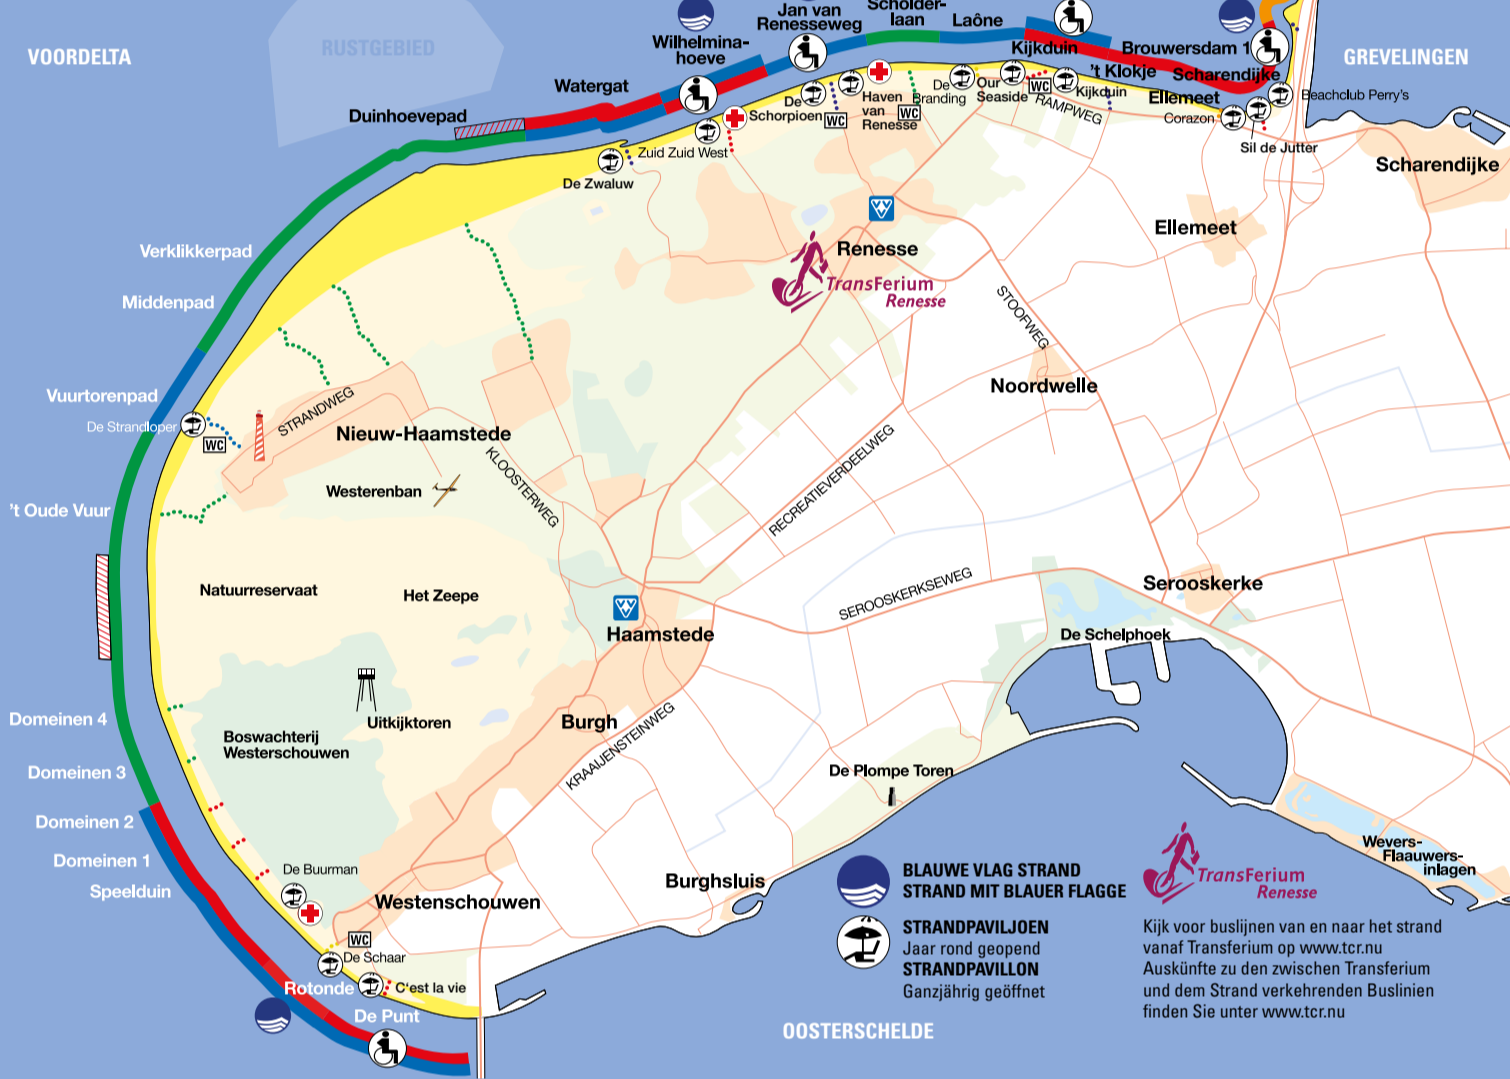 VOORDELTA
RUSTGEBIED
Wilhelmina-
hoeve
Jan van
Renesseweg
Scholder-
laan
Laône
Kijkduin
Brouwersdam 1
GREVELINGEN
Watergat
't Klokje
Scharendijke
Duinhoevepad
De
Schorpioen
WC
Haven
van
Renesse
WC
De
Branding
Our
Seaside
WC
Kijkduin
RAMPWEG
Ellemeet
Corazon
Beachclub Perry's
Sil de Jutter
Scharendijke
Zuid Zuid West
De Zwaluw
Verklikkerpad
Middenpad
Renesse
TransFerium
Renesse
Ellemeet
STOOFWEG
Noordwelle
Vuurtorenpad
De Strandloper
WC
STRANDWEG
Nieuw-Haamstede
KLOOSTERWEG
RECREATIEVERDEELWEG
Westerenban
't Oude Vuur
Natuurreservaat
Het Zeepe
SEROOSKERKSEWEG
Serooskerke
Haamstede
De Schelphoek
Domeinen 4
Uitkijktoren
Burgh
Boswachterij
Westerschouwen
KRAAIJENSTEINWEG
Domeinen 3
De Plompe Toren
Domeinen 2
Domeinen 1
Speelduin
De Buurman
Westenschouwen
Burghsluis
Wevers-
Flaauwers-
inlagen
WC
De Schaar
Rotonde
C'est la vie
De Punt
BLAUWE VLAG STRAND
STRAND MIT BLAUER FLAGGE
STRANDPAVILJOEN
Jaar rond geopend
STRANDPAVILLON
Ganzjährig geöffnet
TransFerium
Renesse
Kijk voor buslijnen van en naar het strand
vanaf Transferium op www.tcr.nu
Auskünfte zu den zwischen Transferium
und dem Strand verkehrenden Buslinien
finden Sie unter www.tcr.nu
OOSTERSCHELDE